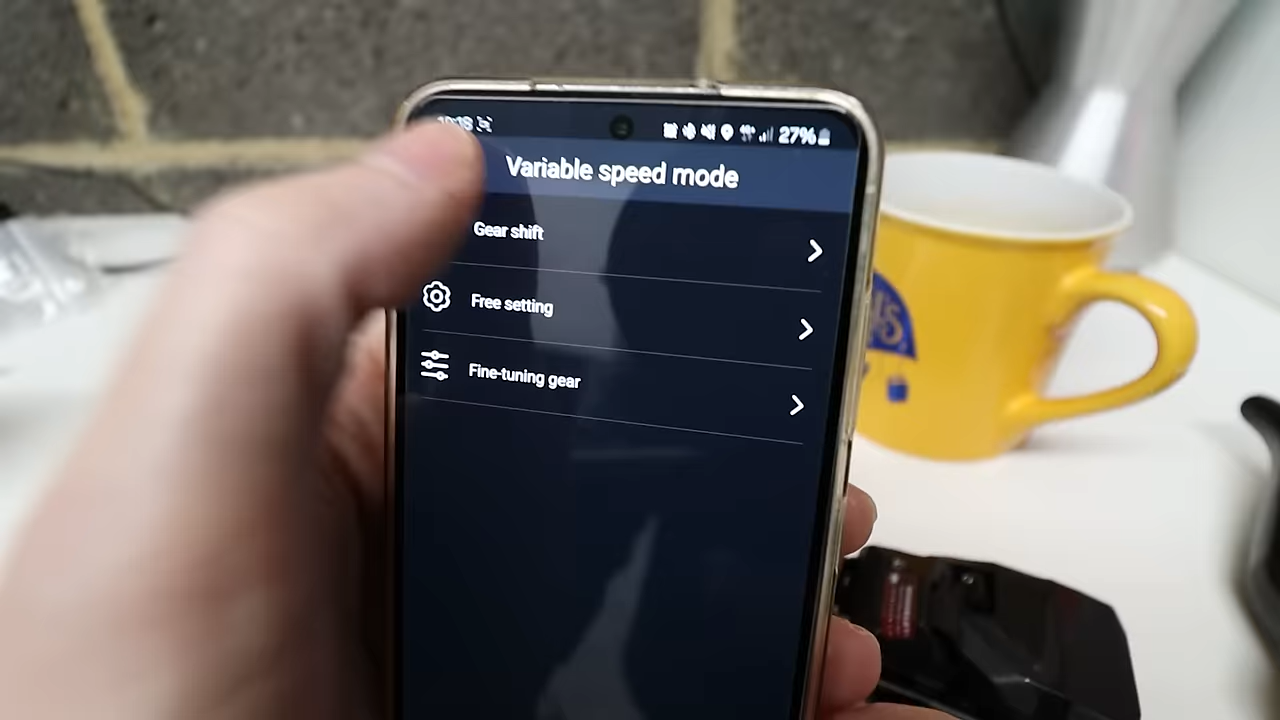 27%
Variable speed mode
Gear shift
Free setting
Fine-tuning gear